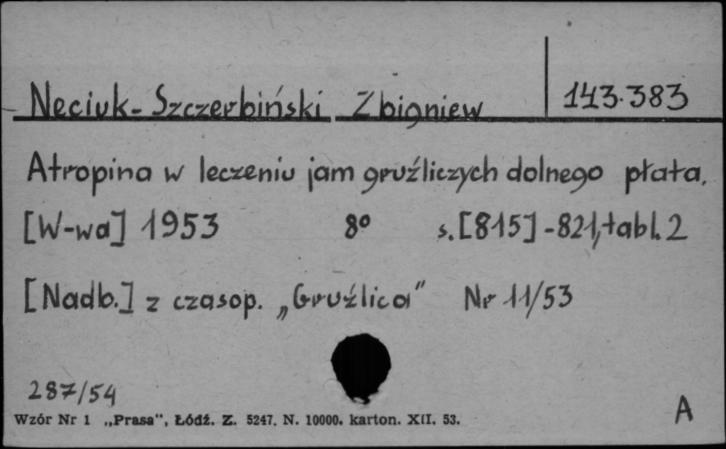 Neciuk-Szczerbiński Zbigniew 143.383
Atropina w leczeniu jam gruźliczych dolnego płata.
[W-wa] 1953 8° s.[815]-821, tabl. 2
[Nadb.] z czasop. „Gruźlica" Nr 11/53
287/54
Wzór Nr 1 „Prasa", Łódź. Z. 5247. N. 10000. karton. XII. 53.
A